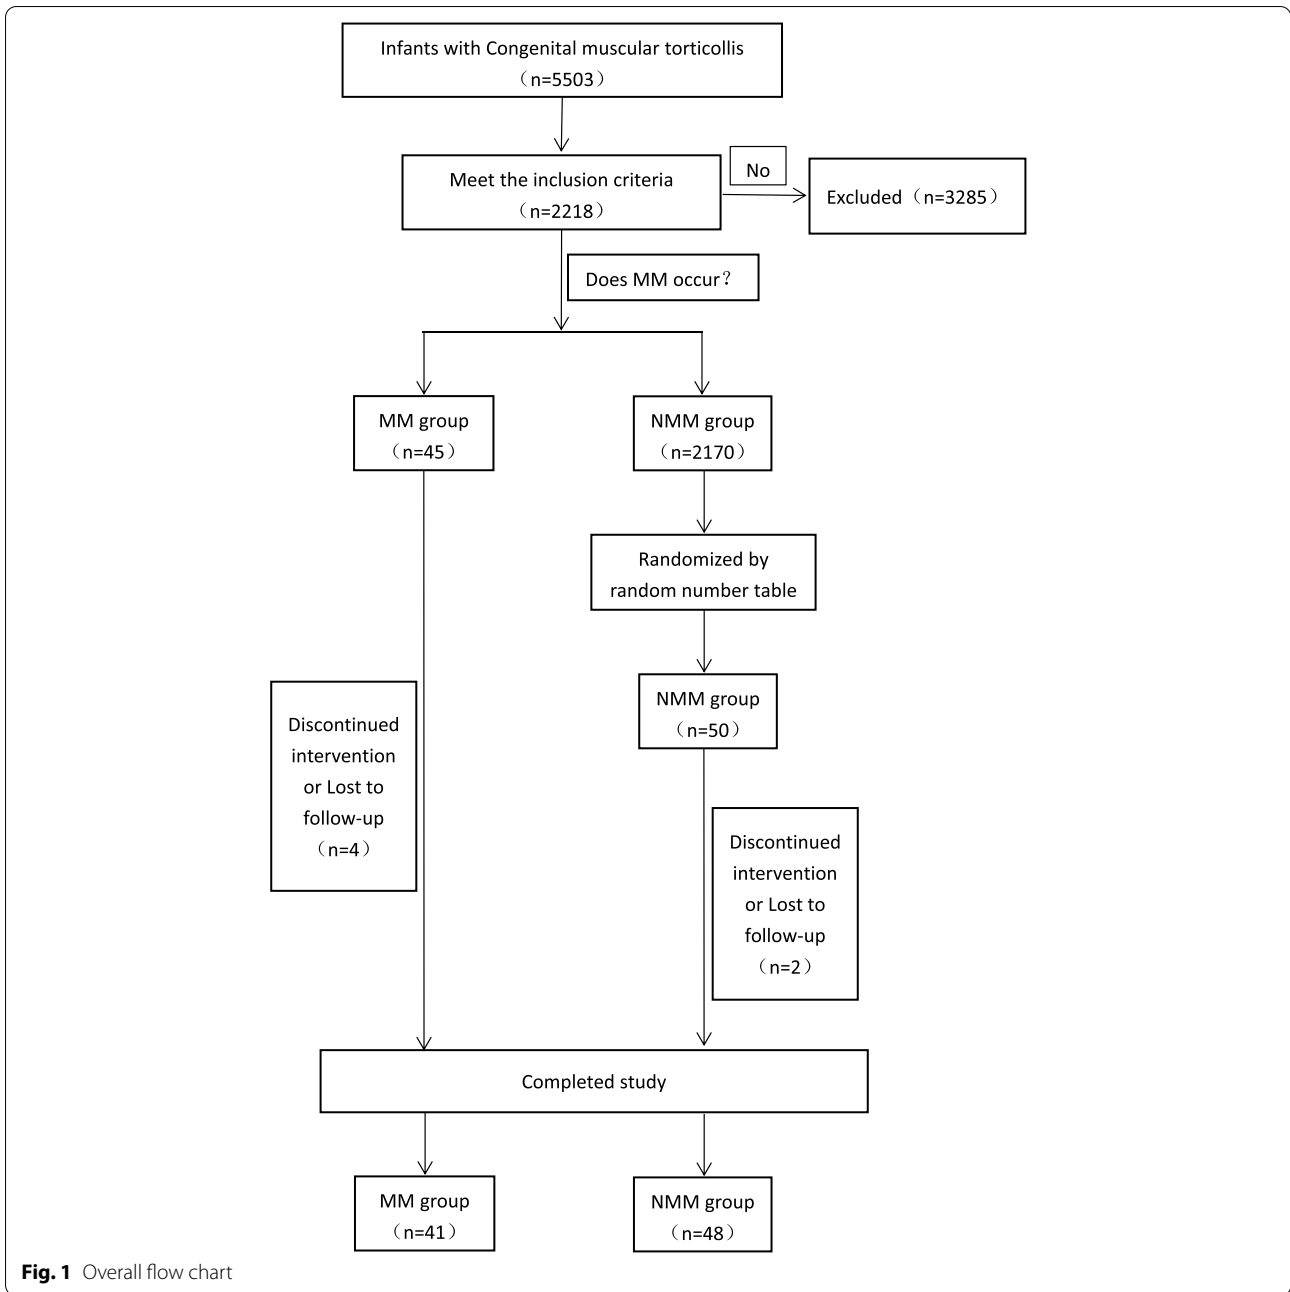 Infants with Congenital muscular torticollis
（n=5503）
Meet the inclusion criteria
（n=2218）
No
Excluded（n=3285）
Does MM occur？
MM group
（n=45）
NMM group
（n=2170）
Randomized by
random number table
NMM group
（n=50）
Discontinued
intervention
or Lost to
follow-up
（n=4）
Discontinued
intervention
or Lost to
follow-up
（n=2）
Completed study
MM group
（n=41）
NMM group
（n=48）
Fig. 1 Overall flow chart